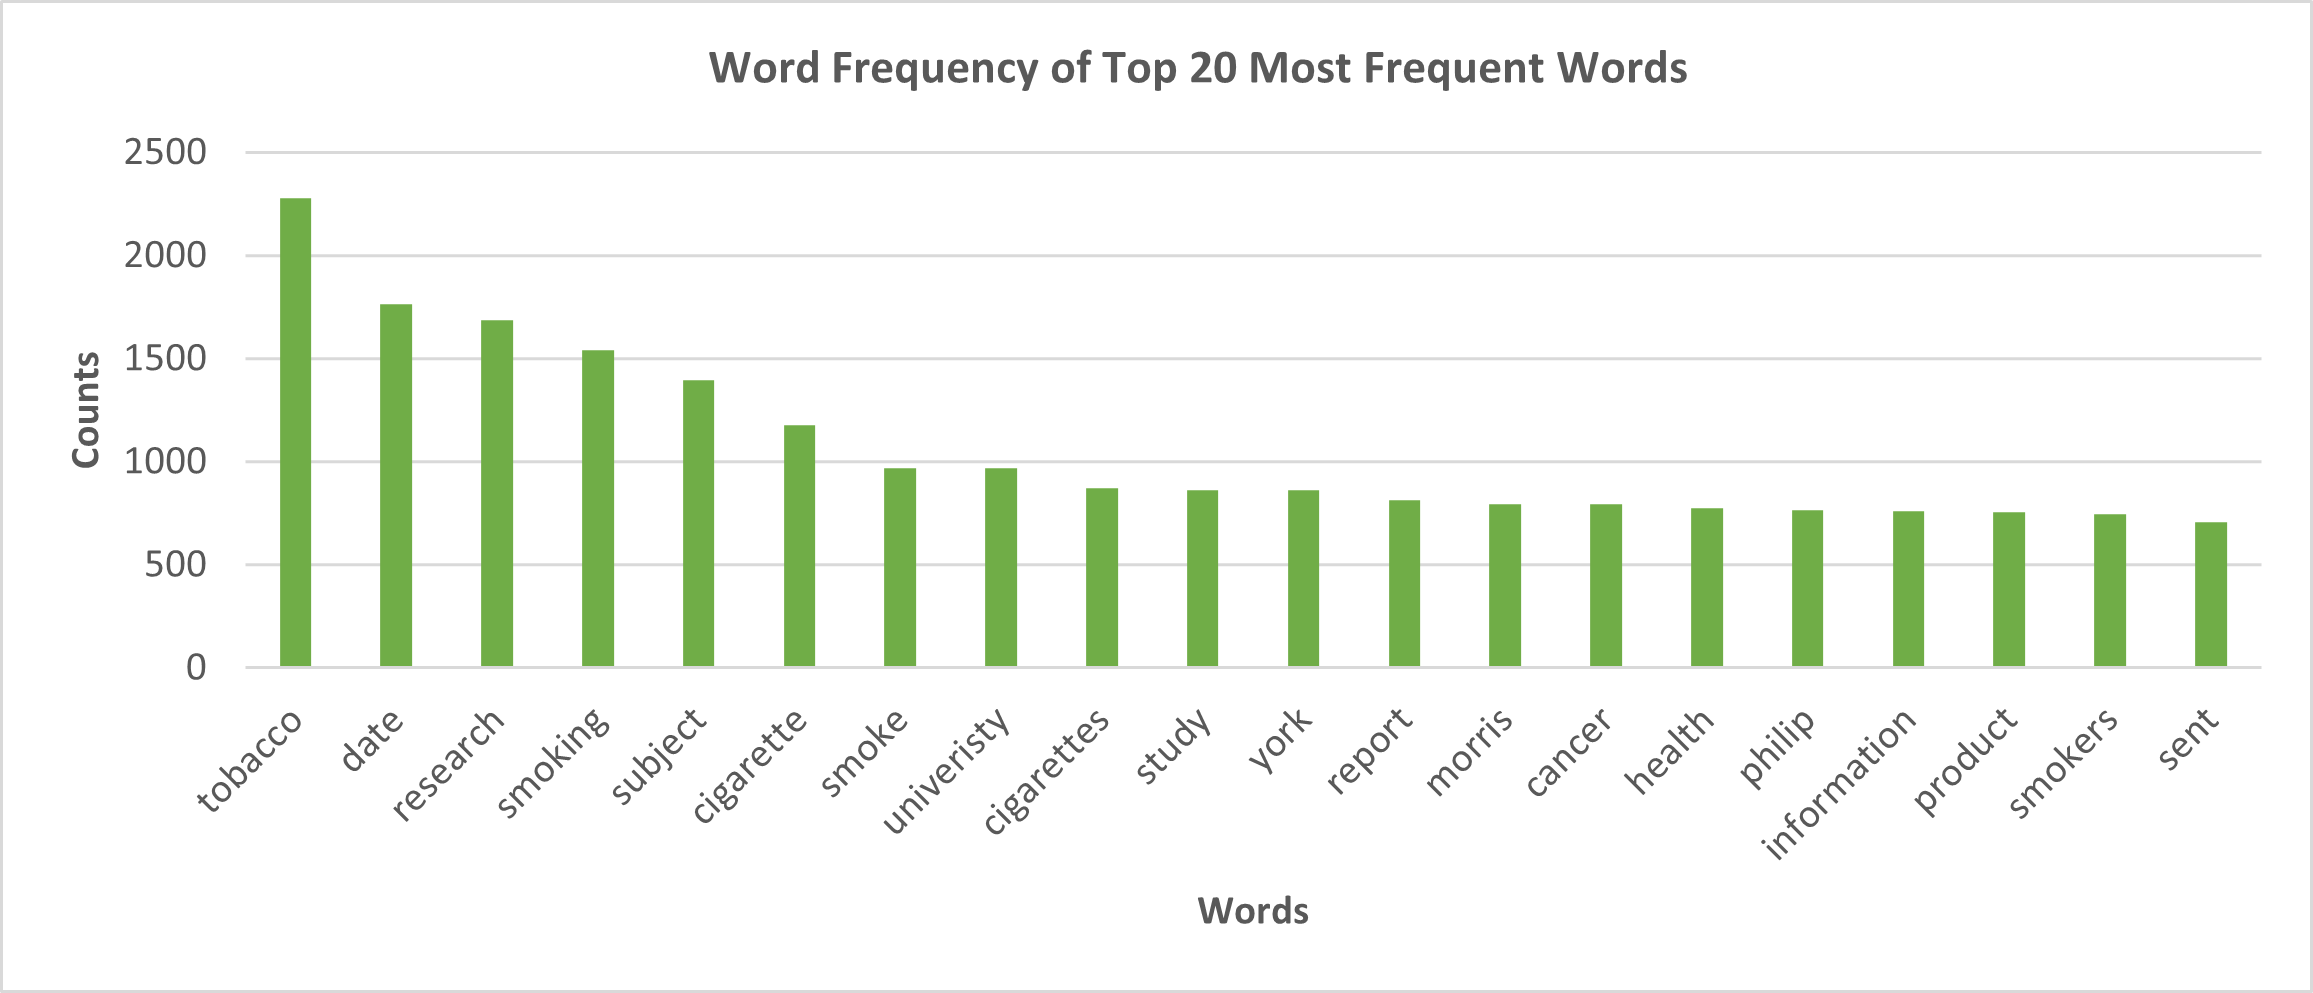 Word Frequency of Top 20 Most Frequent Words
2500
2000
1500
1000
500
0
Counts
tobacco
date
research
smoking
subject
cigarette
smoke
univeristy
cigarettes
study
york
report
morris
cancer
health
philip
information
product
smokers
sent
Words